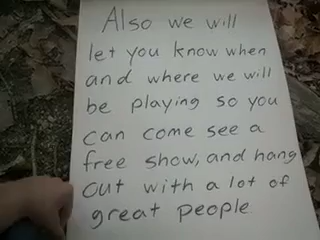 Also we will
let you know when
and where we will
be playing so you
can come see a
free show, and hang
out with a lot of
great people